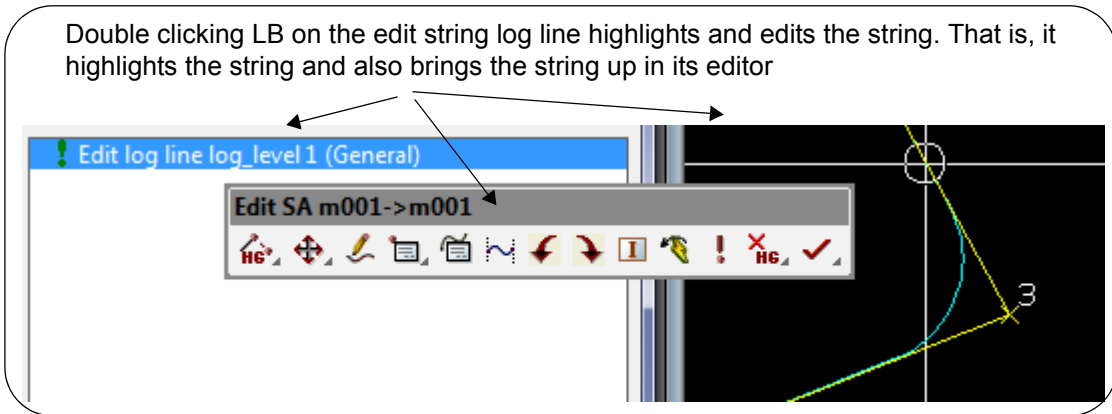 Double clicking LB on the edit string log line highlights and edits the string. That is, it
highlights the string and also brings the string up in its editor
Edit log line log_level 1 (General)
Edit SA m001->m001
HG
I
HG
3